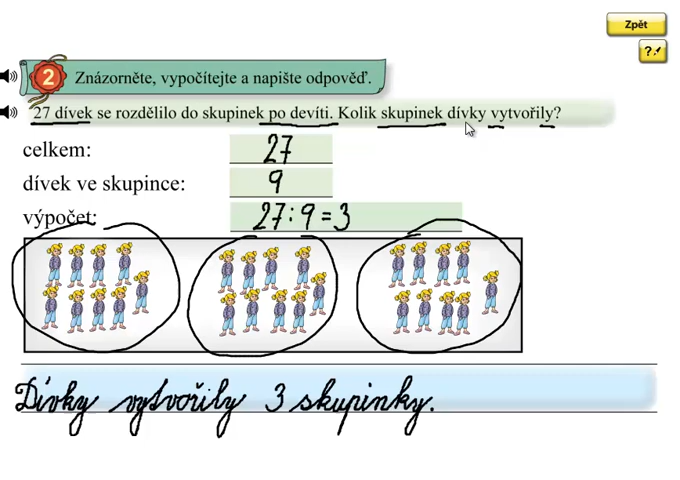 Zpět
?
2 Znázorněte, vypočítejte a napište odpověď.
27 dívek se rozdělilo do skupinek po devíti. Kolik skupinek dívky vytvořily?
celkem: 27
dívek ve skupince: 9
výpočet: 27:9=3
Dívky vytvořily 3 skupinky.